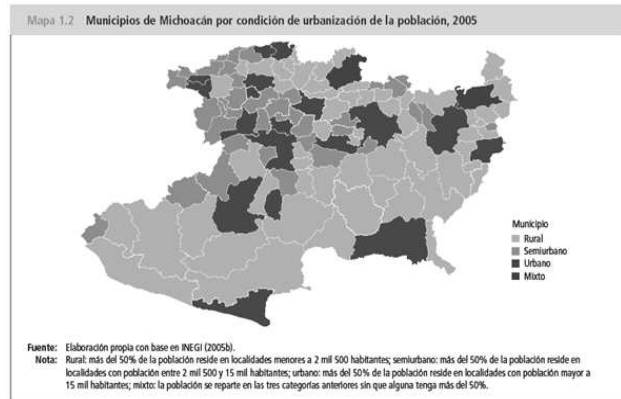 Mapa 1.2 Municipios de Michoacán por condición de urbanización de la población, 2005
Municipio
Rural
Semiurbano
Urbano
Mixto
Fuente: Elaboración propia con base en INEGI (2005b).
Nota: Rural: más del 50% de la población reside en localidades menores a 2 mil 500 habitantes; semiurbano: más del 50% de la población reside en
localidades con población entre 2 mil 500 y 15 mil habitantes; urbano: más del 50% de la población reside en localidades con población mayor a
15 mil habitantes; mixto: la población se reparte en las tres categorías anteriores sin que alguna tenga más del 50%.